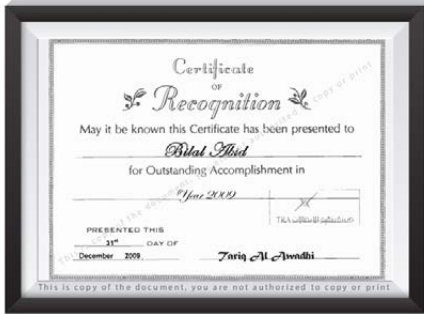 Certificate
OF
Recognition
May it be known this Certificate has been presented to
Bilal Abid
for Outstanding Accomplishment in
Year 2009
PRESENTED THIS
31st DAY OF
December 2009
Tariq Al Awadhi
This is copy of the document, you are not authorized to copy or print